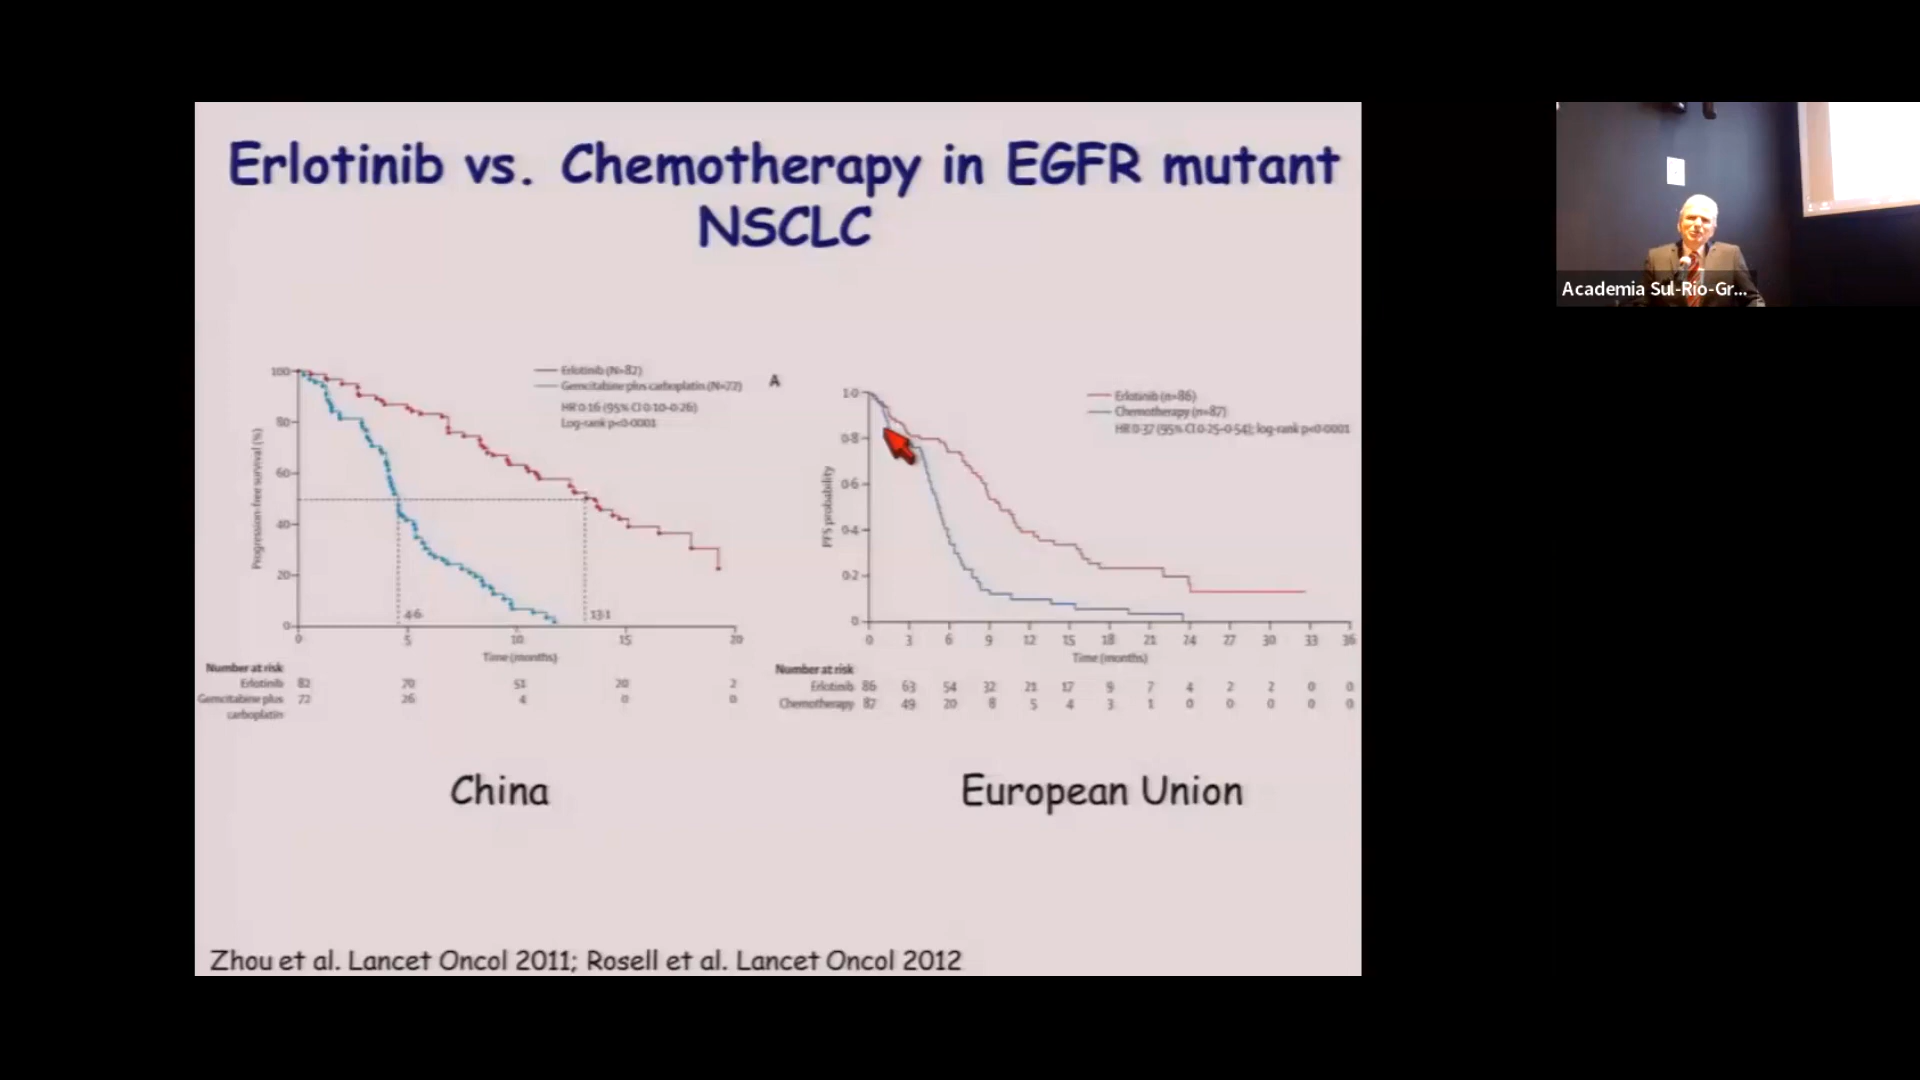 Erlotinib vs. Chemotherapy in EGFR mutant
NSCLC
Erlotinib (N=82)
Gemcitabine plus carboplatin (N=72)
HR 0·16 (95% CI 0·10–0·26)
Log-rank p<0·0001
100
80
60
40
20
0
Progression-free survival (%)
4·6
13·1
0 5 10 15 20
Time (months)
Number at risk
Erlotinib 82 70 51 20 2
Gemcitabine plus 72 26 4 0 0
carboplatin
A
Erlotinib (n=86)
Chemotherapy (n=87)
HR 0·37 (95% CI 0·25–0·54); log-rank p<0·0001
1·0
0·8
0·6
0·4
0·2
0
PFS probability
0 3 6 9 12 15 18 21 24 27 30 33 36
Time (months)
Number at risk
Erlotinib 86 63 54 32 21 17 9 7 4 2 2 0 0
Chemotherapy 87 49 20 8 5 4 3 1 0 0 0 0 0
China
European Union
Zhou et al. Lancet Oncol 2011; Rosell et al. Lancet Oncol 2012
Academia Sul-Rio-Gr...